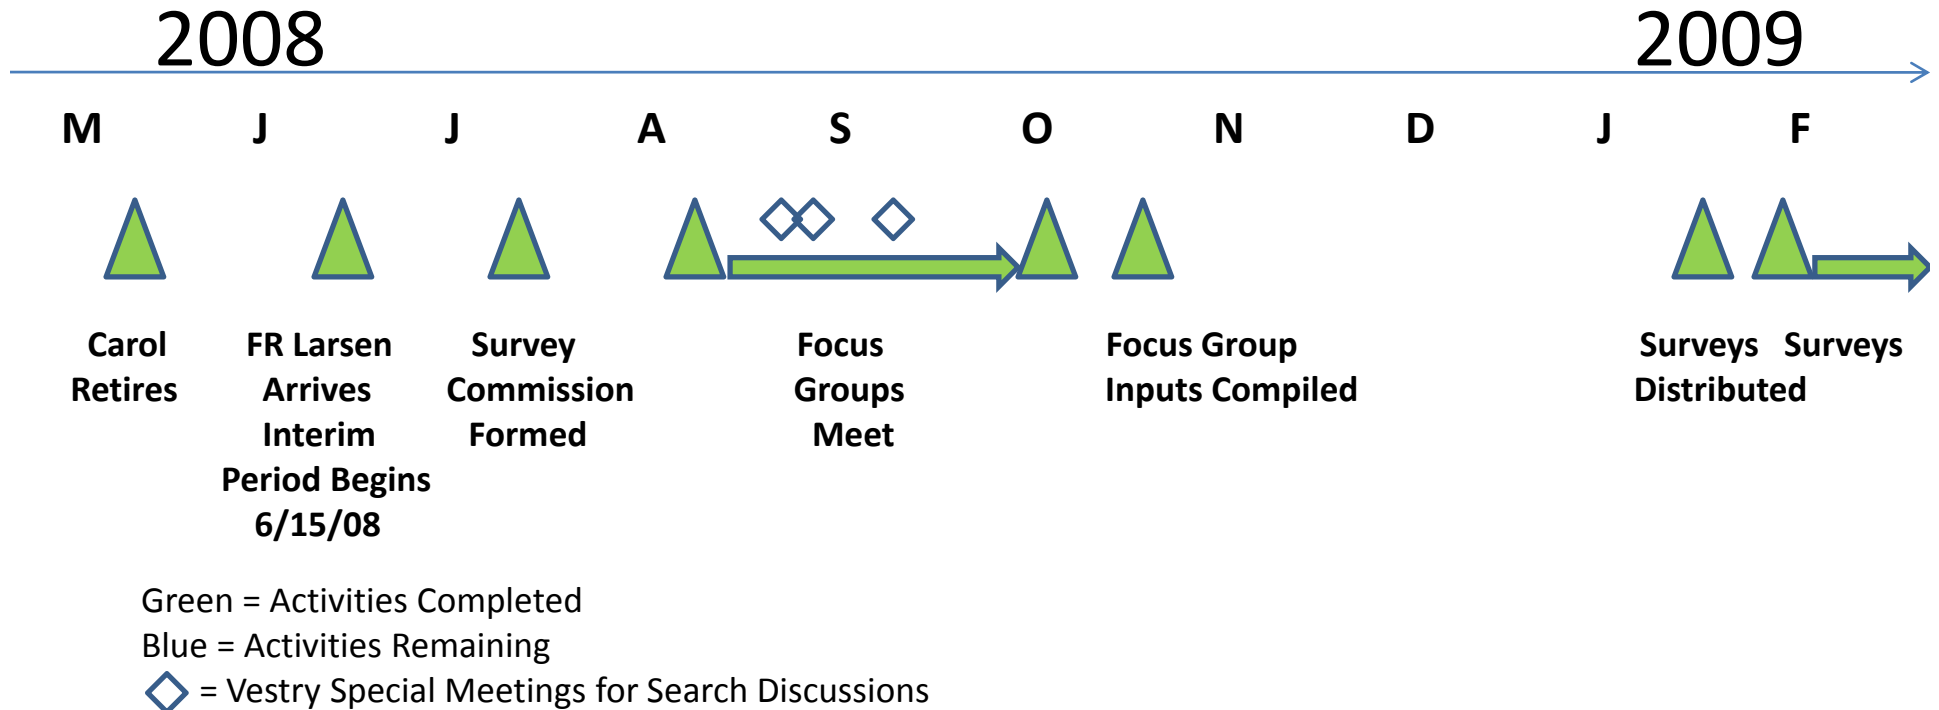 2008 2009
M J J A S O N D J F
Carol
Retires
FR Larsen
Arrives
Interim
Period Begins
6/15/08
Survey
Commission
Formed
Focus
Groups
Meet
Focus Group
Inputs Compiled
Surveys
Distributed
Surveys
Green = Activities Completed
Blue = Activities Remaining
= Vestry Special Meetings for Search Discussions